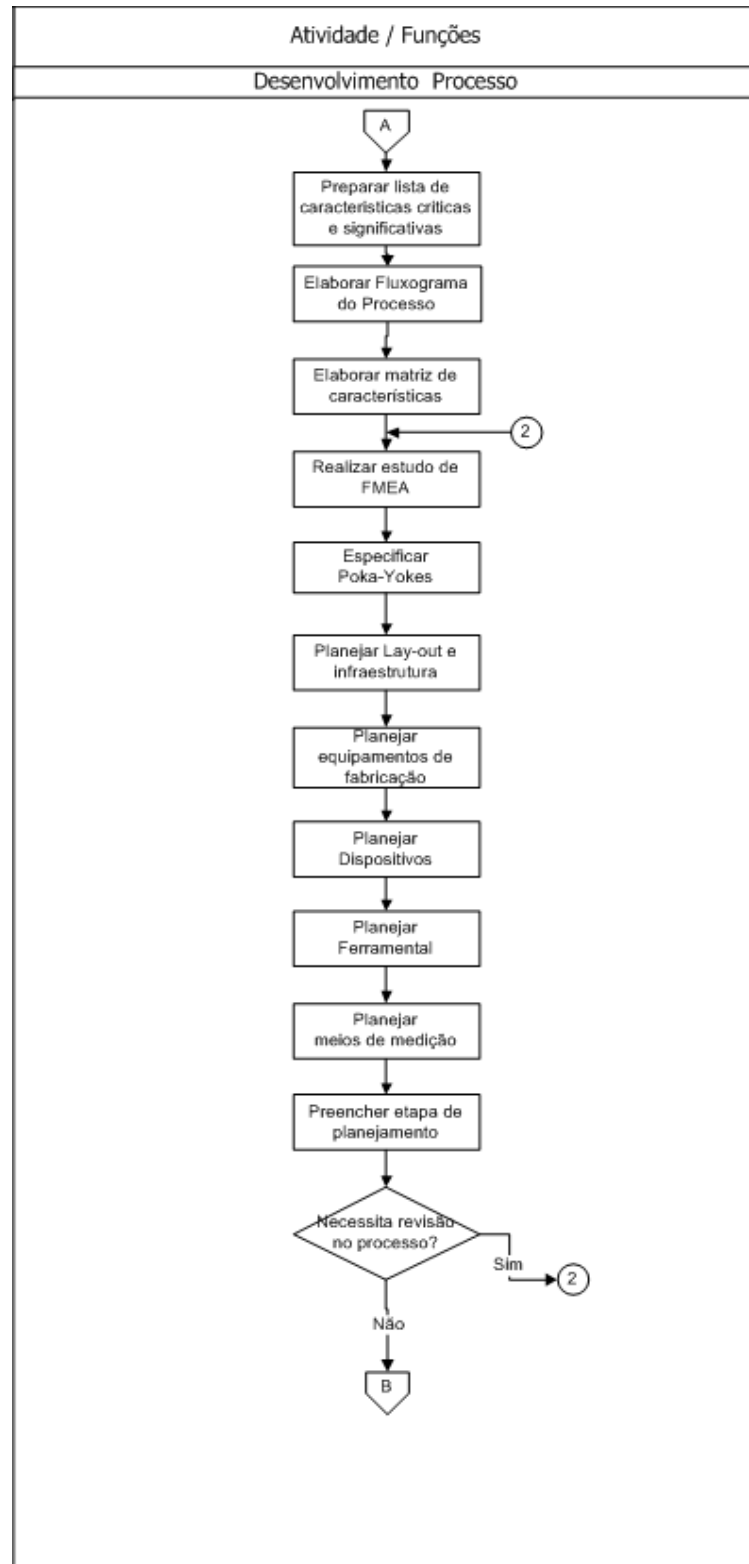 Atividade / Funções
Desenvolvimento Processo
A
Preparar lista de
características críticas
e significativas
Elaborar Fluxograma
do Processo
Elaborar matriz de
características
2
Realizar estudo de
FMEA
Especificar
Poka-Yokes
Planejar Lay-out e
infraestrutura
Planejar
equipamentos de
fabricação
Planejar
Dispositivos
Planejar
Ferramental
Planejar
meios de medição
Preencher etapa de
planejamento
Necessita revisão
no processo?
Sim
2
Não
B